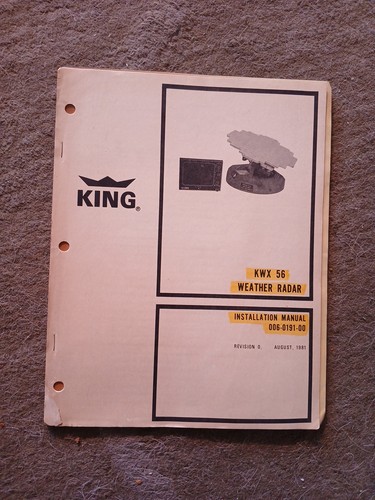 KING®
KWX 56
WEATHER RADAR
INSTALLATION MANUAL
006-0191-00
REVISION 0, AUGUST, 1981